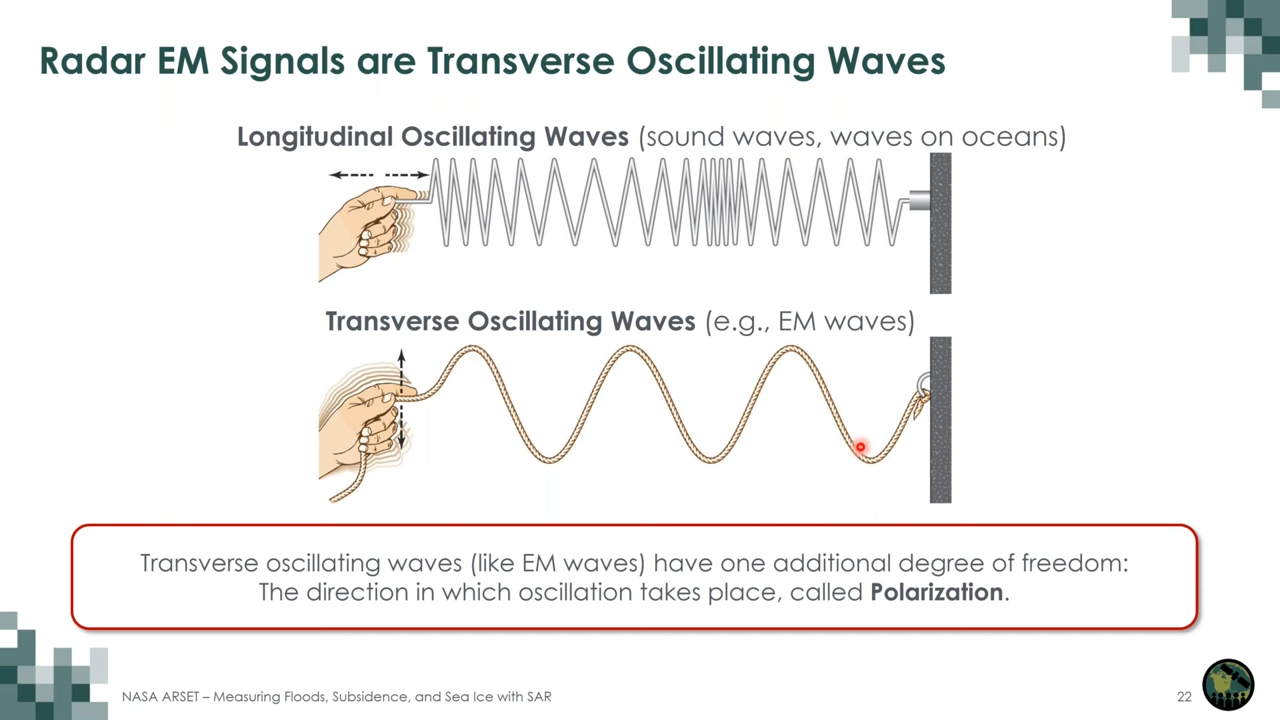 Radar EM Signals are Transverse Oscillating Waves
Longitudinal Oscillating Waves (sound waves, waves on oceans)
Transverse Oscillating Waves (e.g., EM waves)
Transverse oscillating waves (like EM waves) have one additional degree of freedom:
The direction in which oscillation takes place, called Polarization.
NASA ARSET – Measuring Floods, Subsidence, and Sea Ice with SAR
22